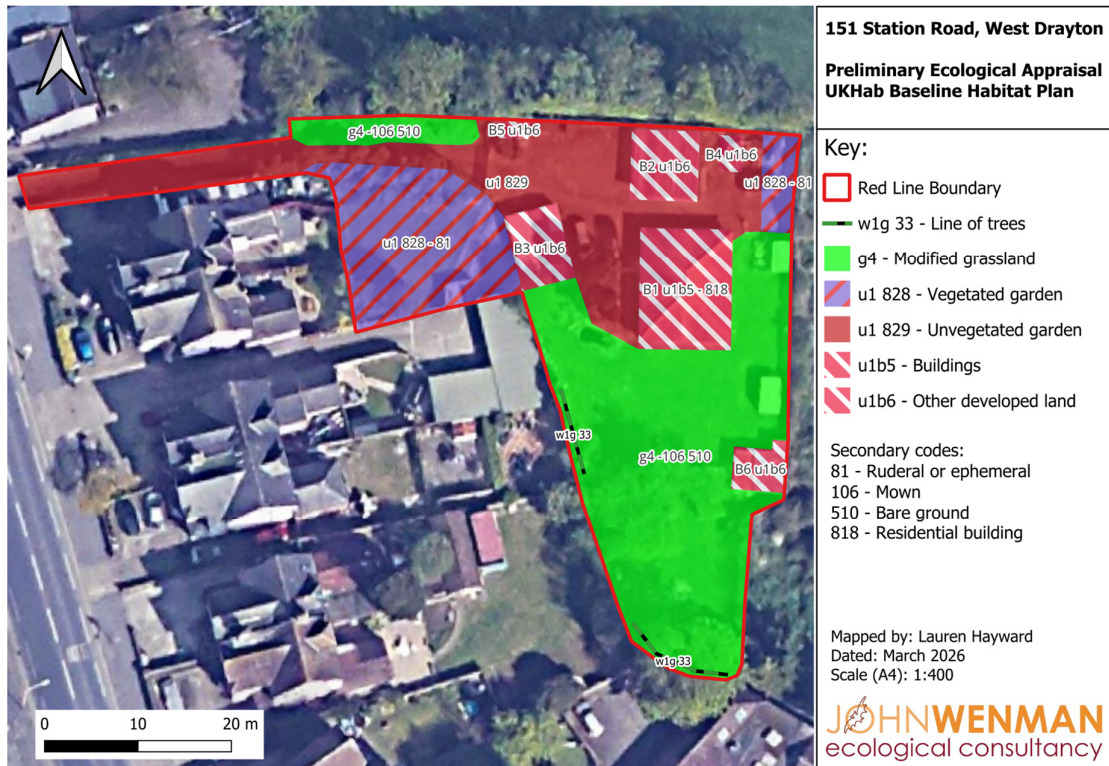 151 Station Road, West Drayton
Preliminary Ecological Appraisal
UKHab Baseline Habitat Plan
Key:
Red Line Boundary
w1g 33 - Line of trees
g4 - Modified grassland
u1 828 - Vegetated garden
u1 829 - Unvegetated garden
u1b5 - Buildings
u1b6 - Other developed land
Secondary codes:
81 - Ruderal or ephemeral
106 - Mown
510 - Bare ground
818 - Residential building
Mapped by: Lauren Hayward
Dated: March 2026
Scale (A4): 1:400
JOHNWENMAN
ecological consultancy
g4 -106 510
B5 u1b6
B2 u1b6
B4 u1b6
u1 829
u1 828 - 81
u1 828 - 81
B3 u1b6
B1 u1b5 - 818
w1g 33
g4 -106 510
B6 u1b6
w1g 33
0 10 20 m